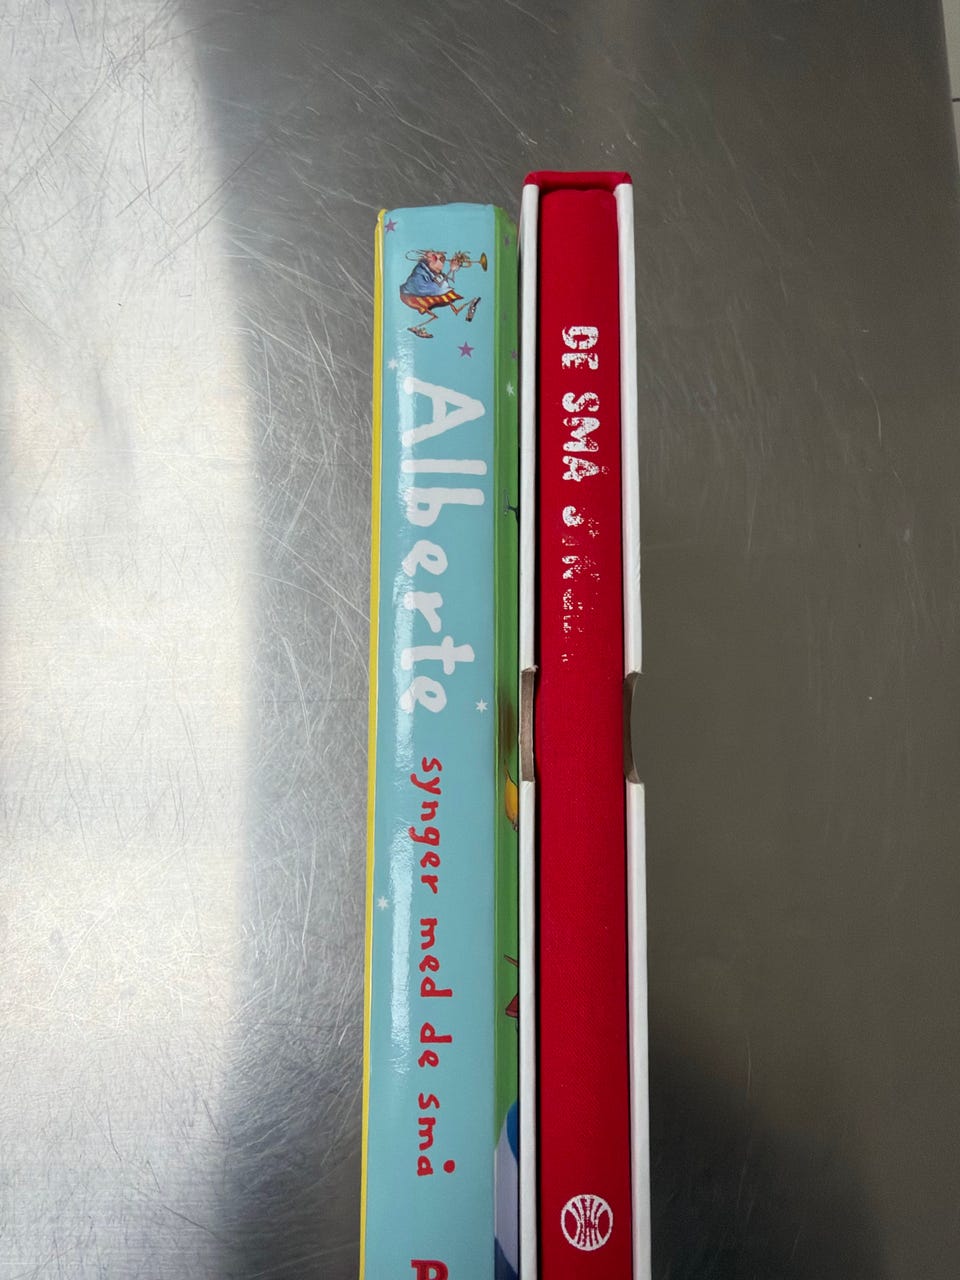 Alberte synger med de små
DE SMÅ